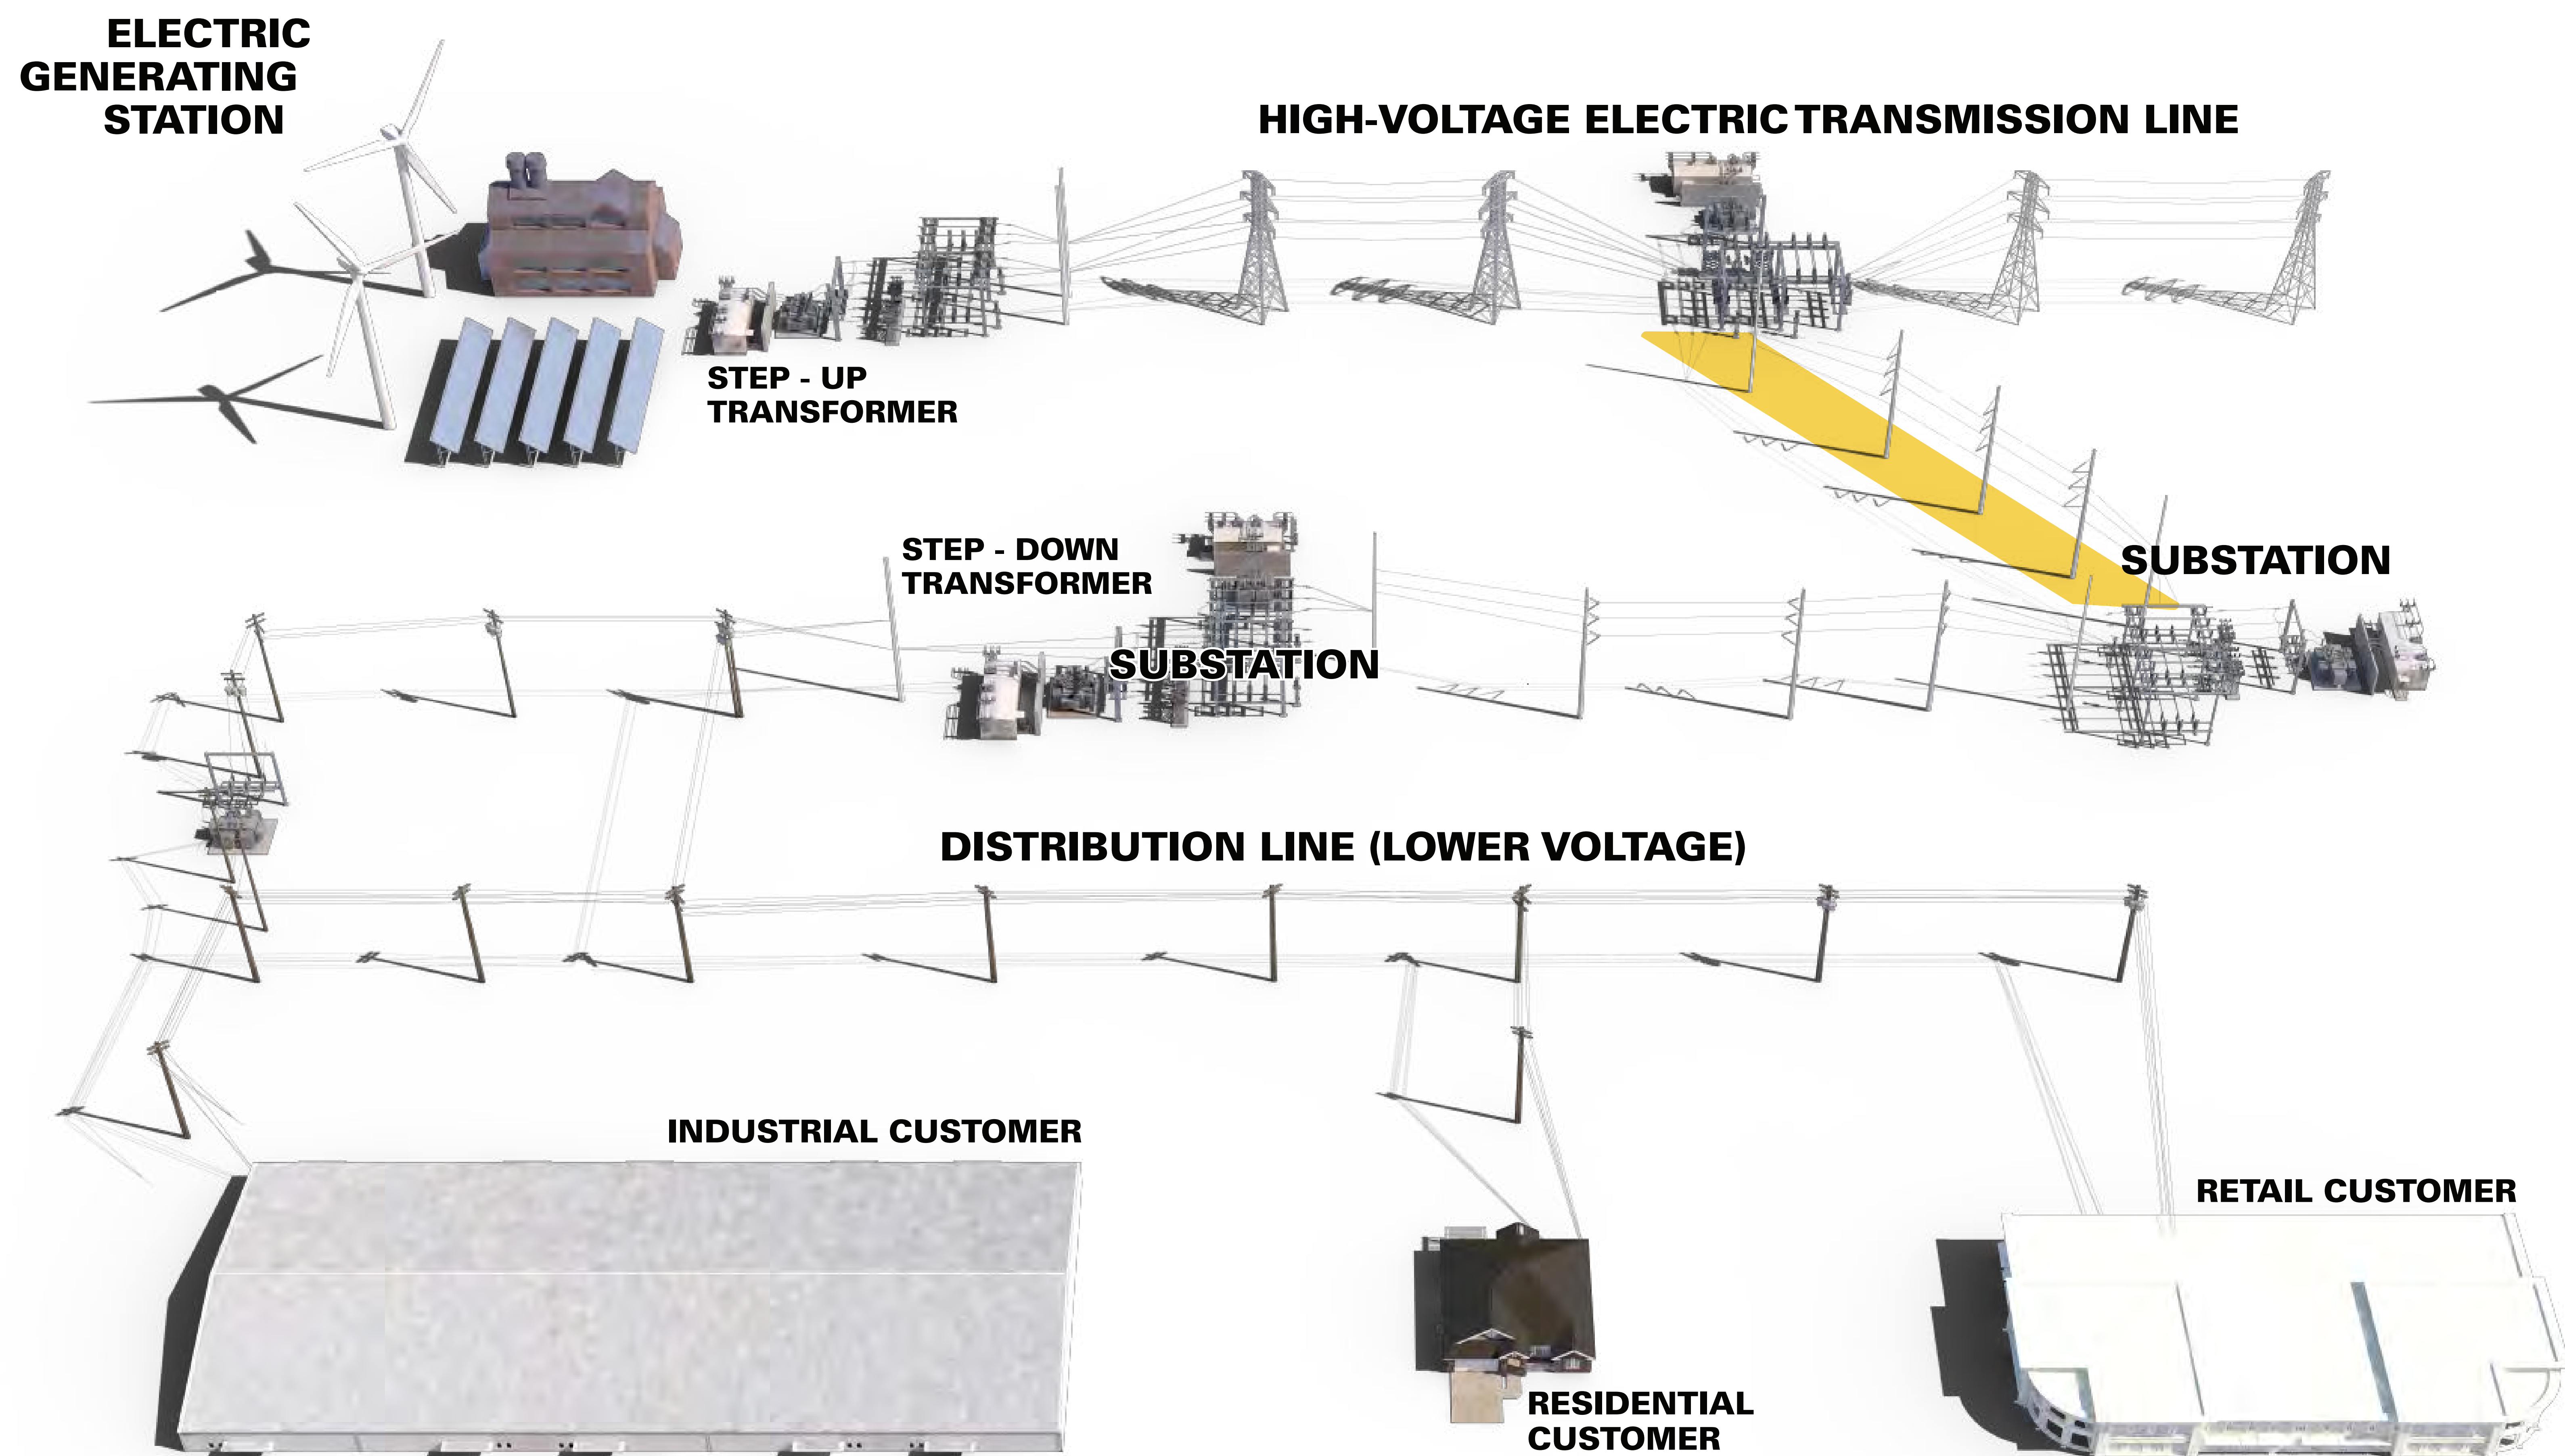 ELECTRIC
GENERATING
STATION
HIGH-VOLTAGE ELECTRIC TRANSMISSION LINE
STEP - UP
TRANSFORMER
STEP - DOWN
TRANSFORMER
SUBSTATION
SUBSTATION
DISTRIBUTION LINE (LOWER VOLTAGE)
INDUSTRIAL CUSTOMER
RETAIL CUSTOMER
RESIDENTIAL
CUSTOMER